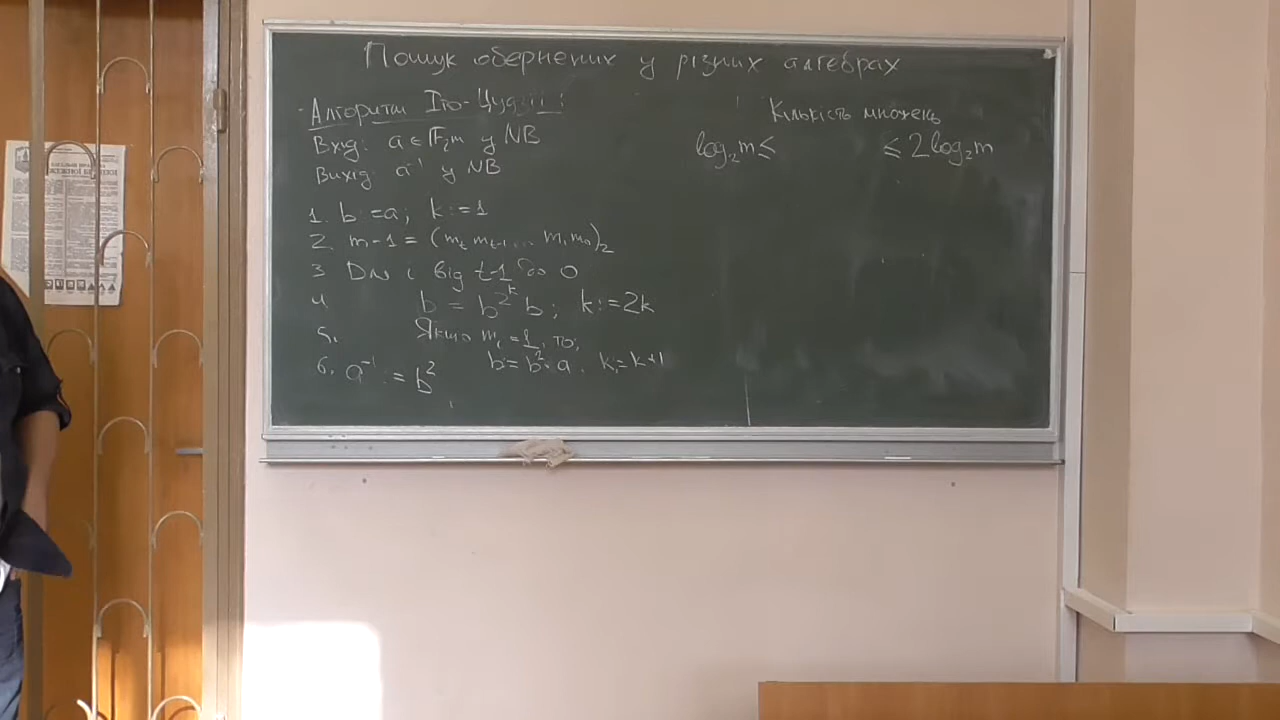 Пошук обернених у різних алгебрах
Алгоритм Іто-Цудзії:
Вхід: a ∈ F₂m у NB
Вихід: a⁻¹ у NB
1. b:=a; k:=1
2. m-1 = (mₜ mₜ₋₁ ... m₁ m₀)₂
3 Для i від t-1 до 0
4 b = b^2^k b; k:=2k
5. Якщо mᵢ = 1, то:
b:= b²·a. k:=k+1
6. a⁻¹ := b²
Кількість множень
log₂m ≤ ≤ 2 log₂m